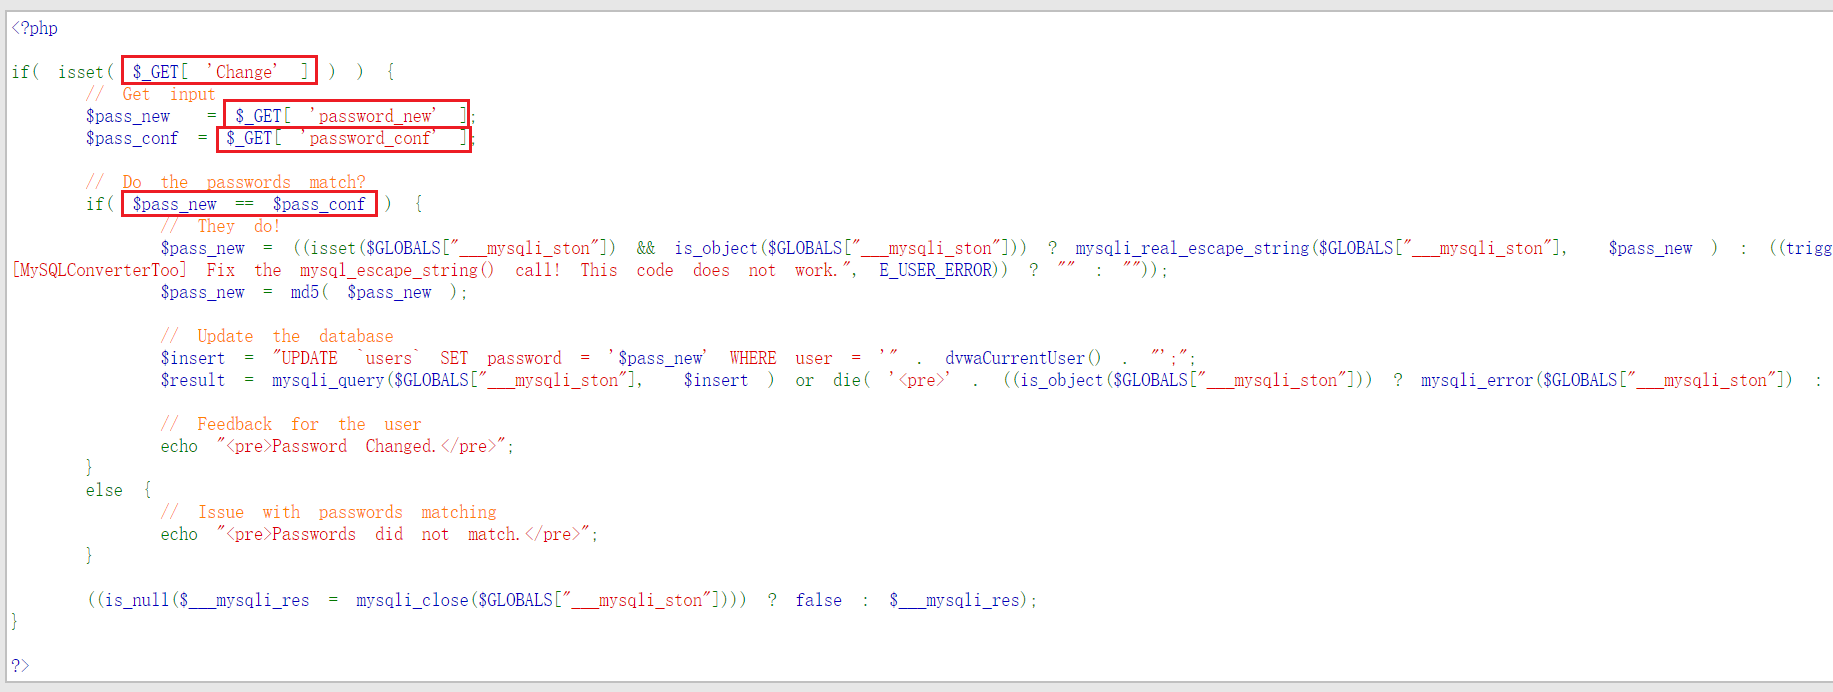 <?php
if( isset( $_GET[ 'Change' ] ) ) {
// Get input
$pass_new = $_GET[ 'password_new' ];
$pass_conf = $_GET[ 'password_conf' ];
// Do the passwords match?
if( $pass_new == $pass_conf ) {
// They do!
$pass_new = ((isset($GLOBALS["___mysqli_ston"]) && is_object($GLOBALS["___mysqli_ston"])) ? mysqli_real_escape_string($GLOBALS["___mysqli_ston"], $pass_new ) : ((trigg
[MySQLConverterToo] Fix the mysql_escape_string() call! This code does not work.", E_USER_ERROR)) ? "" : ""));
$pass_new = md5( $pass_new );
// Update the database
$insert = "UPDATE `users` SET password = '$pass_new' WHERE user = '" . dvwaCurrentUser() . "';";
$result = mysqli_query($GLOBALS["___mysqli_ston"], $insert ) or die( '<pre>' . ((is_object($GLOBALS["___mysqli_ston"])) ? mysqli_error($GLOBALS["___mysqli_ston"]) :
// Feedback for the user
echo "<pre>Password Changed.</pre>";
}
else {
// Issue with passwords matching
echo "<pre>Passwords did not match.</pre>";
}
((is_null($___mysqli_res = mysqli_close($GLOBALS["___mysqli_ston"]))) ? false : $___mysqli_res);
}
?>